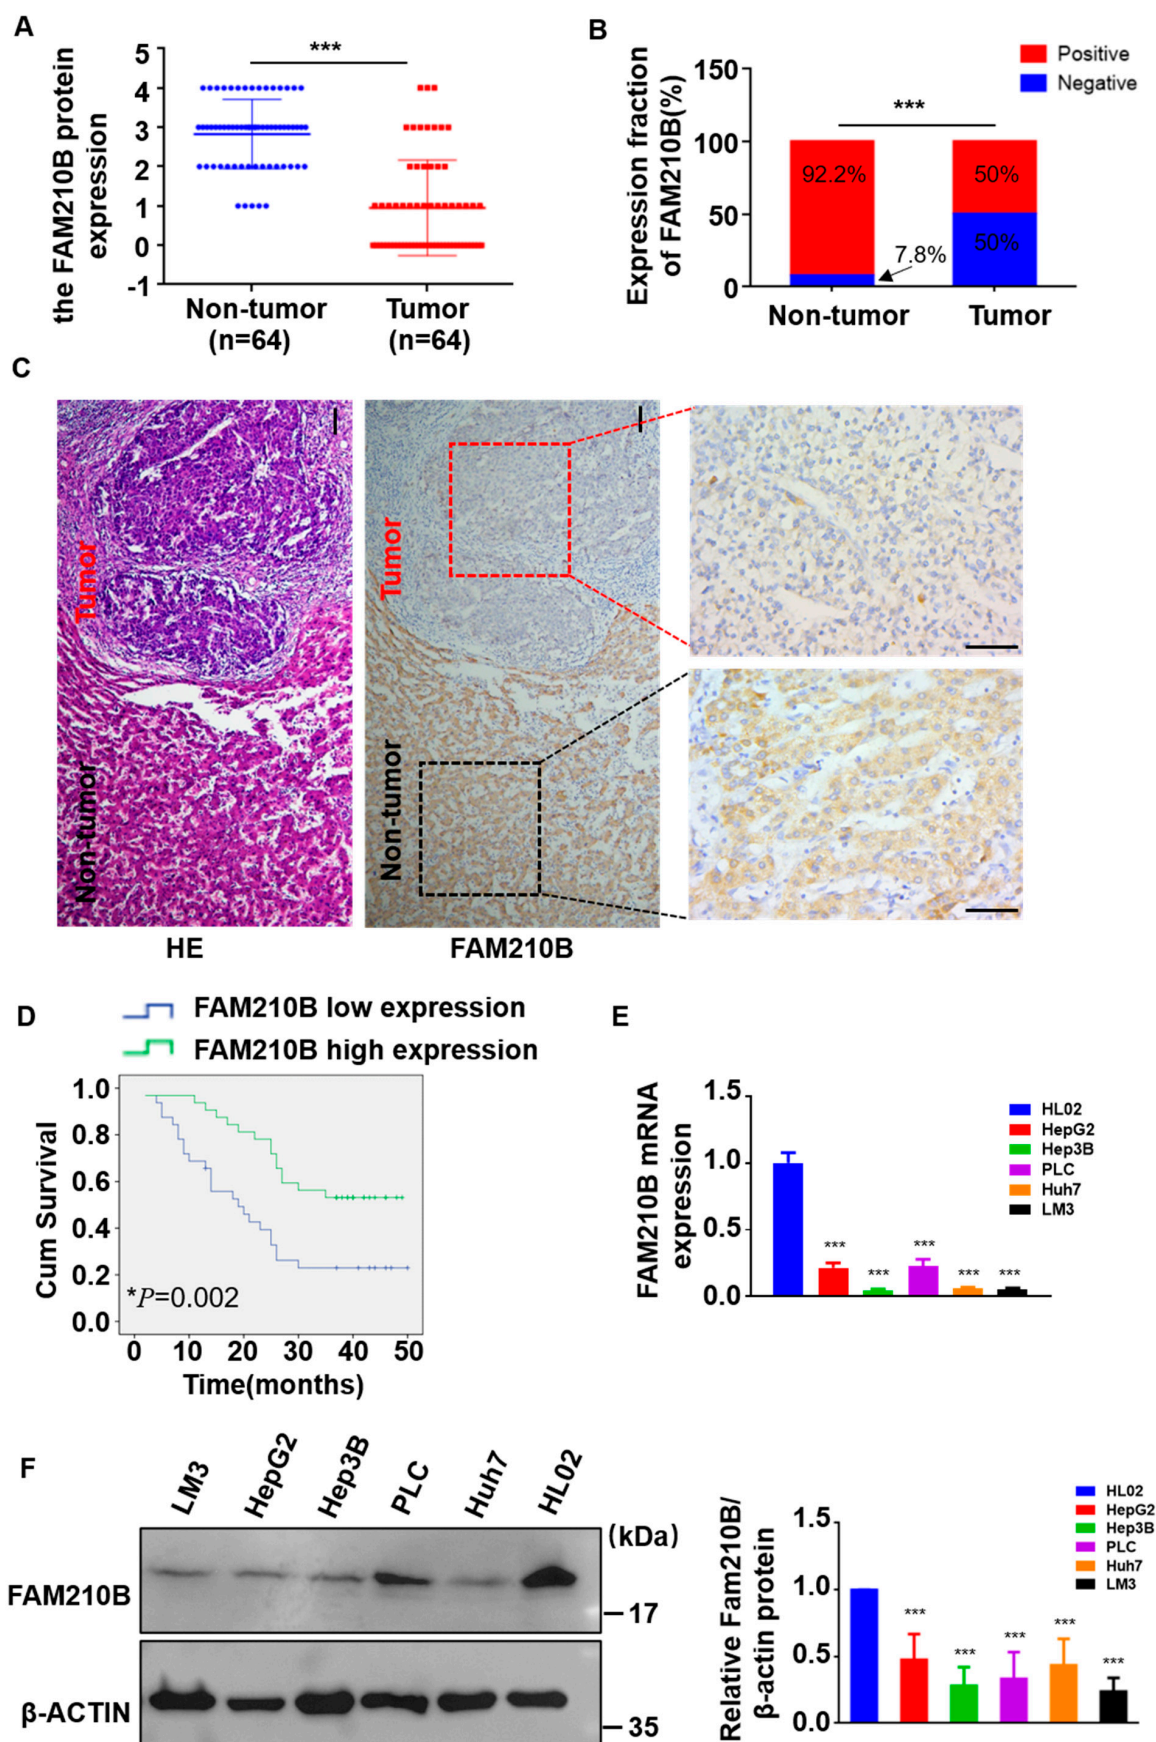 A
the FAM210B protein
expression
5
4
3
2
1
0
-1
***
Non-tumor
(n=64)
Tumor
(n=64)
B
Expression fraction
of FAM210B(%)
150
100
50
0
***
Positive
Negative
92.2%
7.8%
50%
50%
Non-tumor
Tumor
C
Tumor
Non-tumor
HE
Tumor
Non-tumor
FAM210B
D
FAM210B low expression
FAM210B high expression
Cum Survival
1.0
0.8
0.6
0.4
0.2
0.0
*P=0.002
0 10 20 30 40 50
Time(months)
E
FAM210B mRNA
expression
1.5
1.0
0.5
0.0
*** *** *** *** ***
HL02
HepG2
Hep3B
PLC
Huh7
LM3
F
LM3 HepG2 Hep3B PLC Huh7 HL02
(kDa)
FAM210B
17
β-ACTIN
35
Relative Fam210B/
β-actin protein
1.5
1.0
0.5
0.0
*** *** *** *** ***
HL02
HepG2
Hep3B
PLC
Huh7
LM3